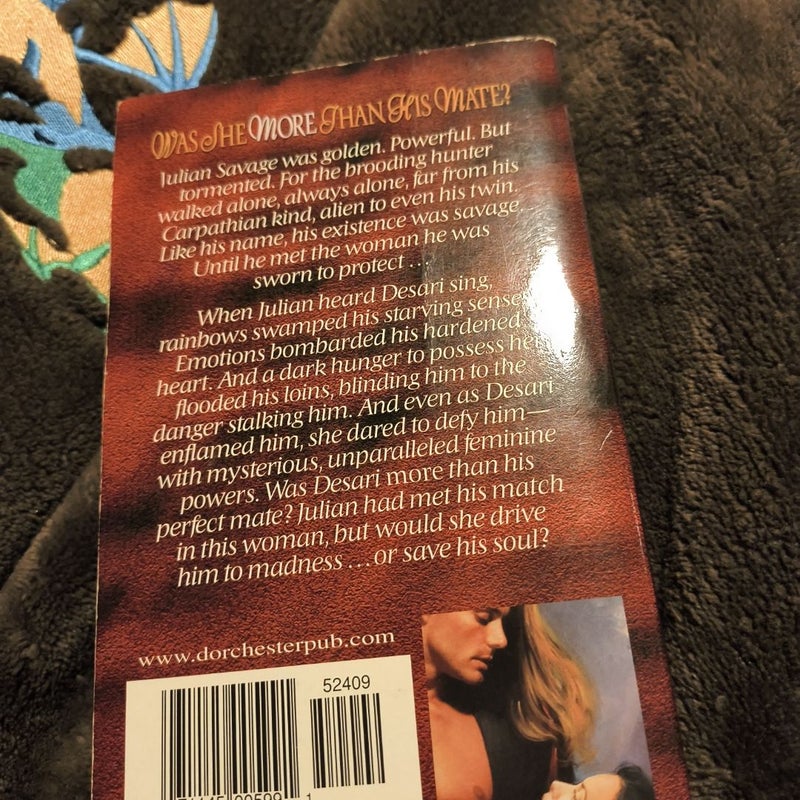 WAS SHE MORE THAN HIS MATE?
Julian Savage was golden. Powerful. But
tormented. For the brooding hunter
walked alone, always alone, far from his
Carpathian kind, alien to even his twin.
Like his name, his existence was savage.
Until he met the woman he was
sworn to protect ...
When Julian heard Desari sing,
rainbows swamped his starving senses.
Emotions bombarded his hardened
heart. And a dark hunger to possess her
flooded his loins, blinding him to the
danger stalking him. And even as Desari
enflamed him, she dared to defy him—
with mysterious, unparalleled feminine
powers. Was Desari more than his
perfect mate? Julian had met his match
in this woman, but would she drive
him to madness ... or save his soul?
www.dorchesterpub.com
52409